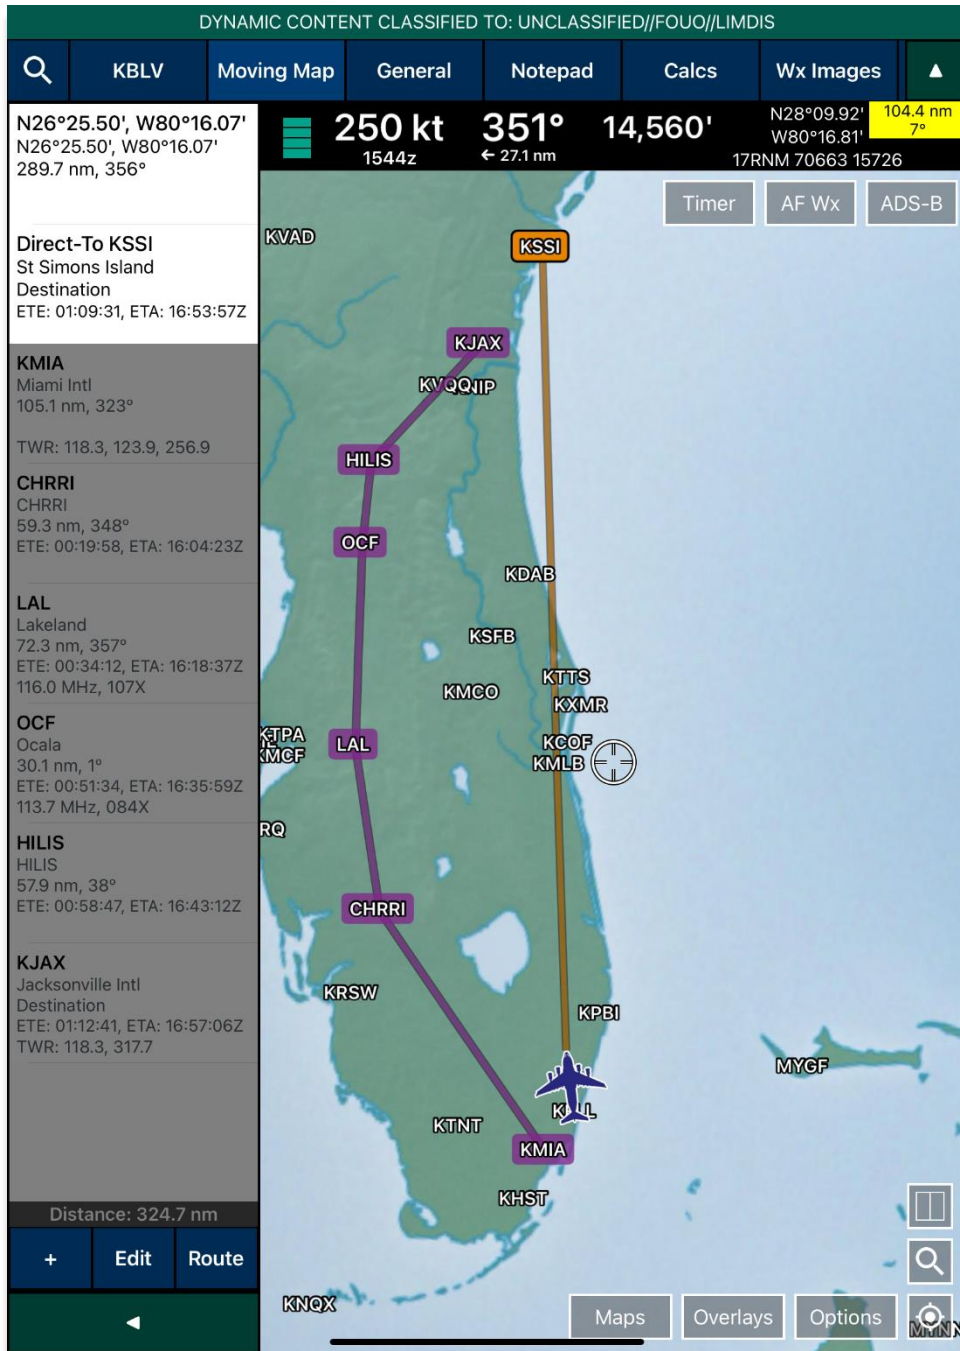 DYNAMIC CONTENT CLASSIFIED TO: UNCLASSIFIED//FOUO//LIMDIS
KBLV
Moving Map
General
Notepad
Calcs
Wx Images
N26°25.50', W80°16.07'
N26°25.50', W80°16.07'
289.7 nm, 356°
Direct-To KSSI
St Simons Island
Destination
ETE: 01:09:31, ETA: 16:53:57Z
KMIA
Miami Intl
105.1 nm, 323°
TWR: 118.3, 123.9, 256.9
CHRRI
CHRRI
59.3 nm, 348°
ETE: 00:19:58, ETA: 16:04:23Z
LAL
Lakeland
72.3 nm, 357°
ETE: 00:34:12, ETA: 16:18:37Z
116.0 MHz, 107X
OCF
Ocala
30.1 nm, 1°
ETE: 00:51:34, ETA: 16:35:59Z
113.7 MHz, 084X
HILIS
HILIS
57.9 nm, 38°
ETE: 00:58:47, ETA: 16:43:12Z
KJAX
Jacksonville Intl
Destination
ETE: 01:12:41, ETA: 16:57:06Z
TWR: 118.3, 317.7
Distance: 324.7 nm
+
Edit
Route
250 kt
1544z
351°
← 27.1 nm
14,560'
N28°09.92'
W80°16.81'
17RNM 70663 15726
104.4 nm
7°
Timer
AF Wx
ADS-B
KVAD
KSSI
KJAX
KVQQ
HILIS
OCF
KDAB
KSFB
KTTS
KMCO
KXMR
KTPA
LAL
KCOF
KMCF
KMLB
RQ
CHRRI
KRSW
KPBI
MYGF
KTNT
KMIA
KHST
KNQX
Maps
Overlays
Options